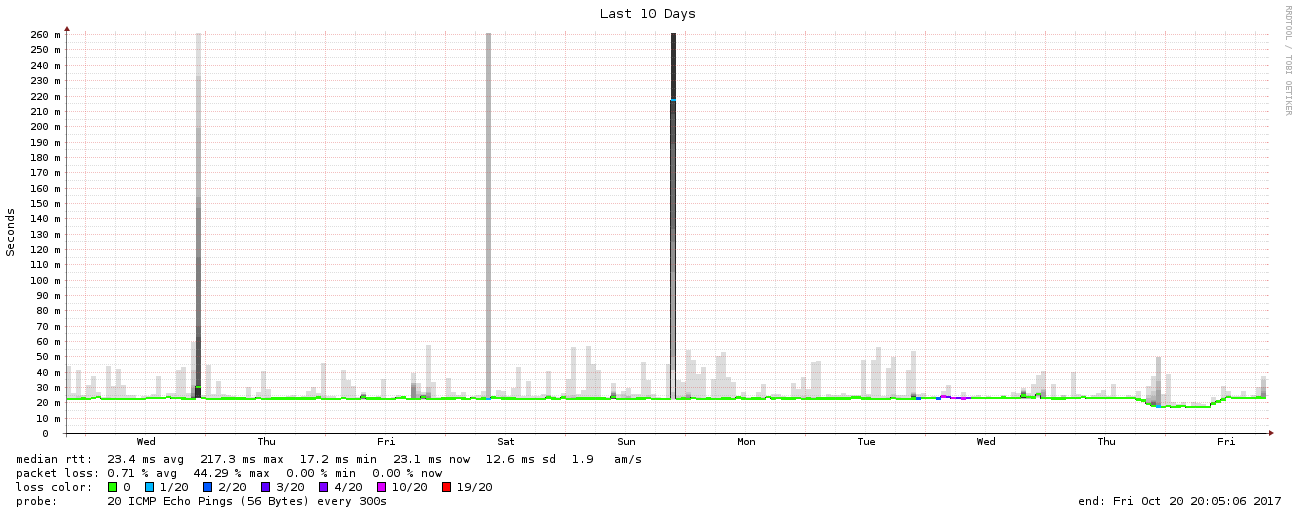 Last 10 Days
RRDTOOL / TOBI OETIKER
Seconds
260 m
250 m
240 m
230 m
220 m
210 m
200 m
190 m
180 m
170 m
160 m
150 m
140 m
130 m
120 m
110 m
100 m
90 m
80 m
70 m
60 m
50 m
40 m
30 m
20 m
10 m
0
Wed Thu Fri Sat Sun Mon Tue Wed Thu Fri
median rtt: 23.4 ms avg 217.3 ms max 17.2 ms min 23.1 ms now 12.6 ms sd 1.9 am/s
packet loss: 0.71 % avg 44.29 % max 0.00 % min 0.00 % now
loss color: 0 1/20 2/20 3/20 4/20 10/20 19/20
probe: 20 ICMP Echo Pings (56 Bytes) every 300s end: Fri Oct 20 20:05:06 2017